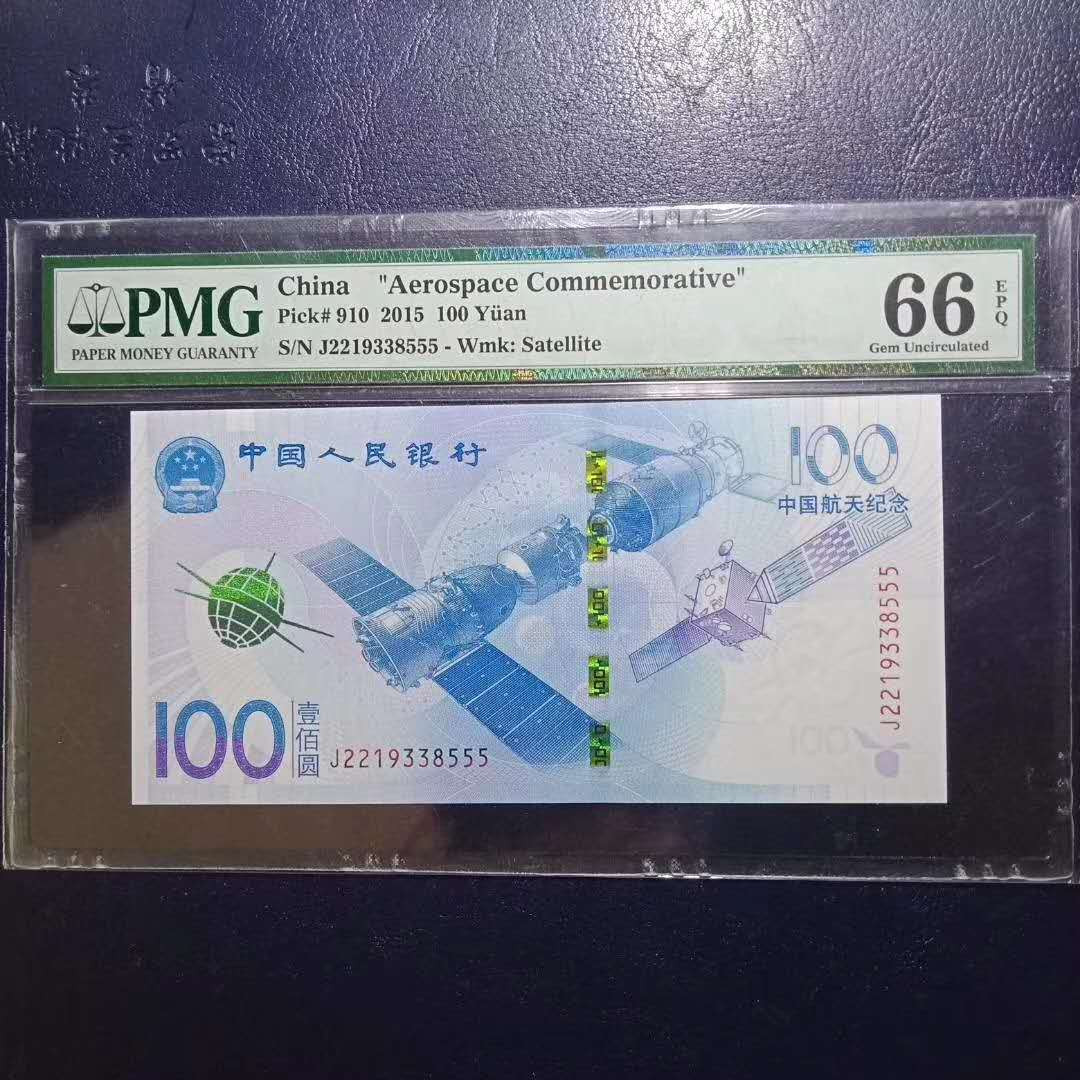 China "Aerospace Commemorative"
PMG
Pick# 910 2015 100 Yüan
PAPER MONEY GUARANTY
S/N J2219338555 - Wmk: Satellite
66
EPQ
Gem Uncirculated
中国人民银行
100
中国航天纪念
J2219338555
100
壹佰圆
J2219338555